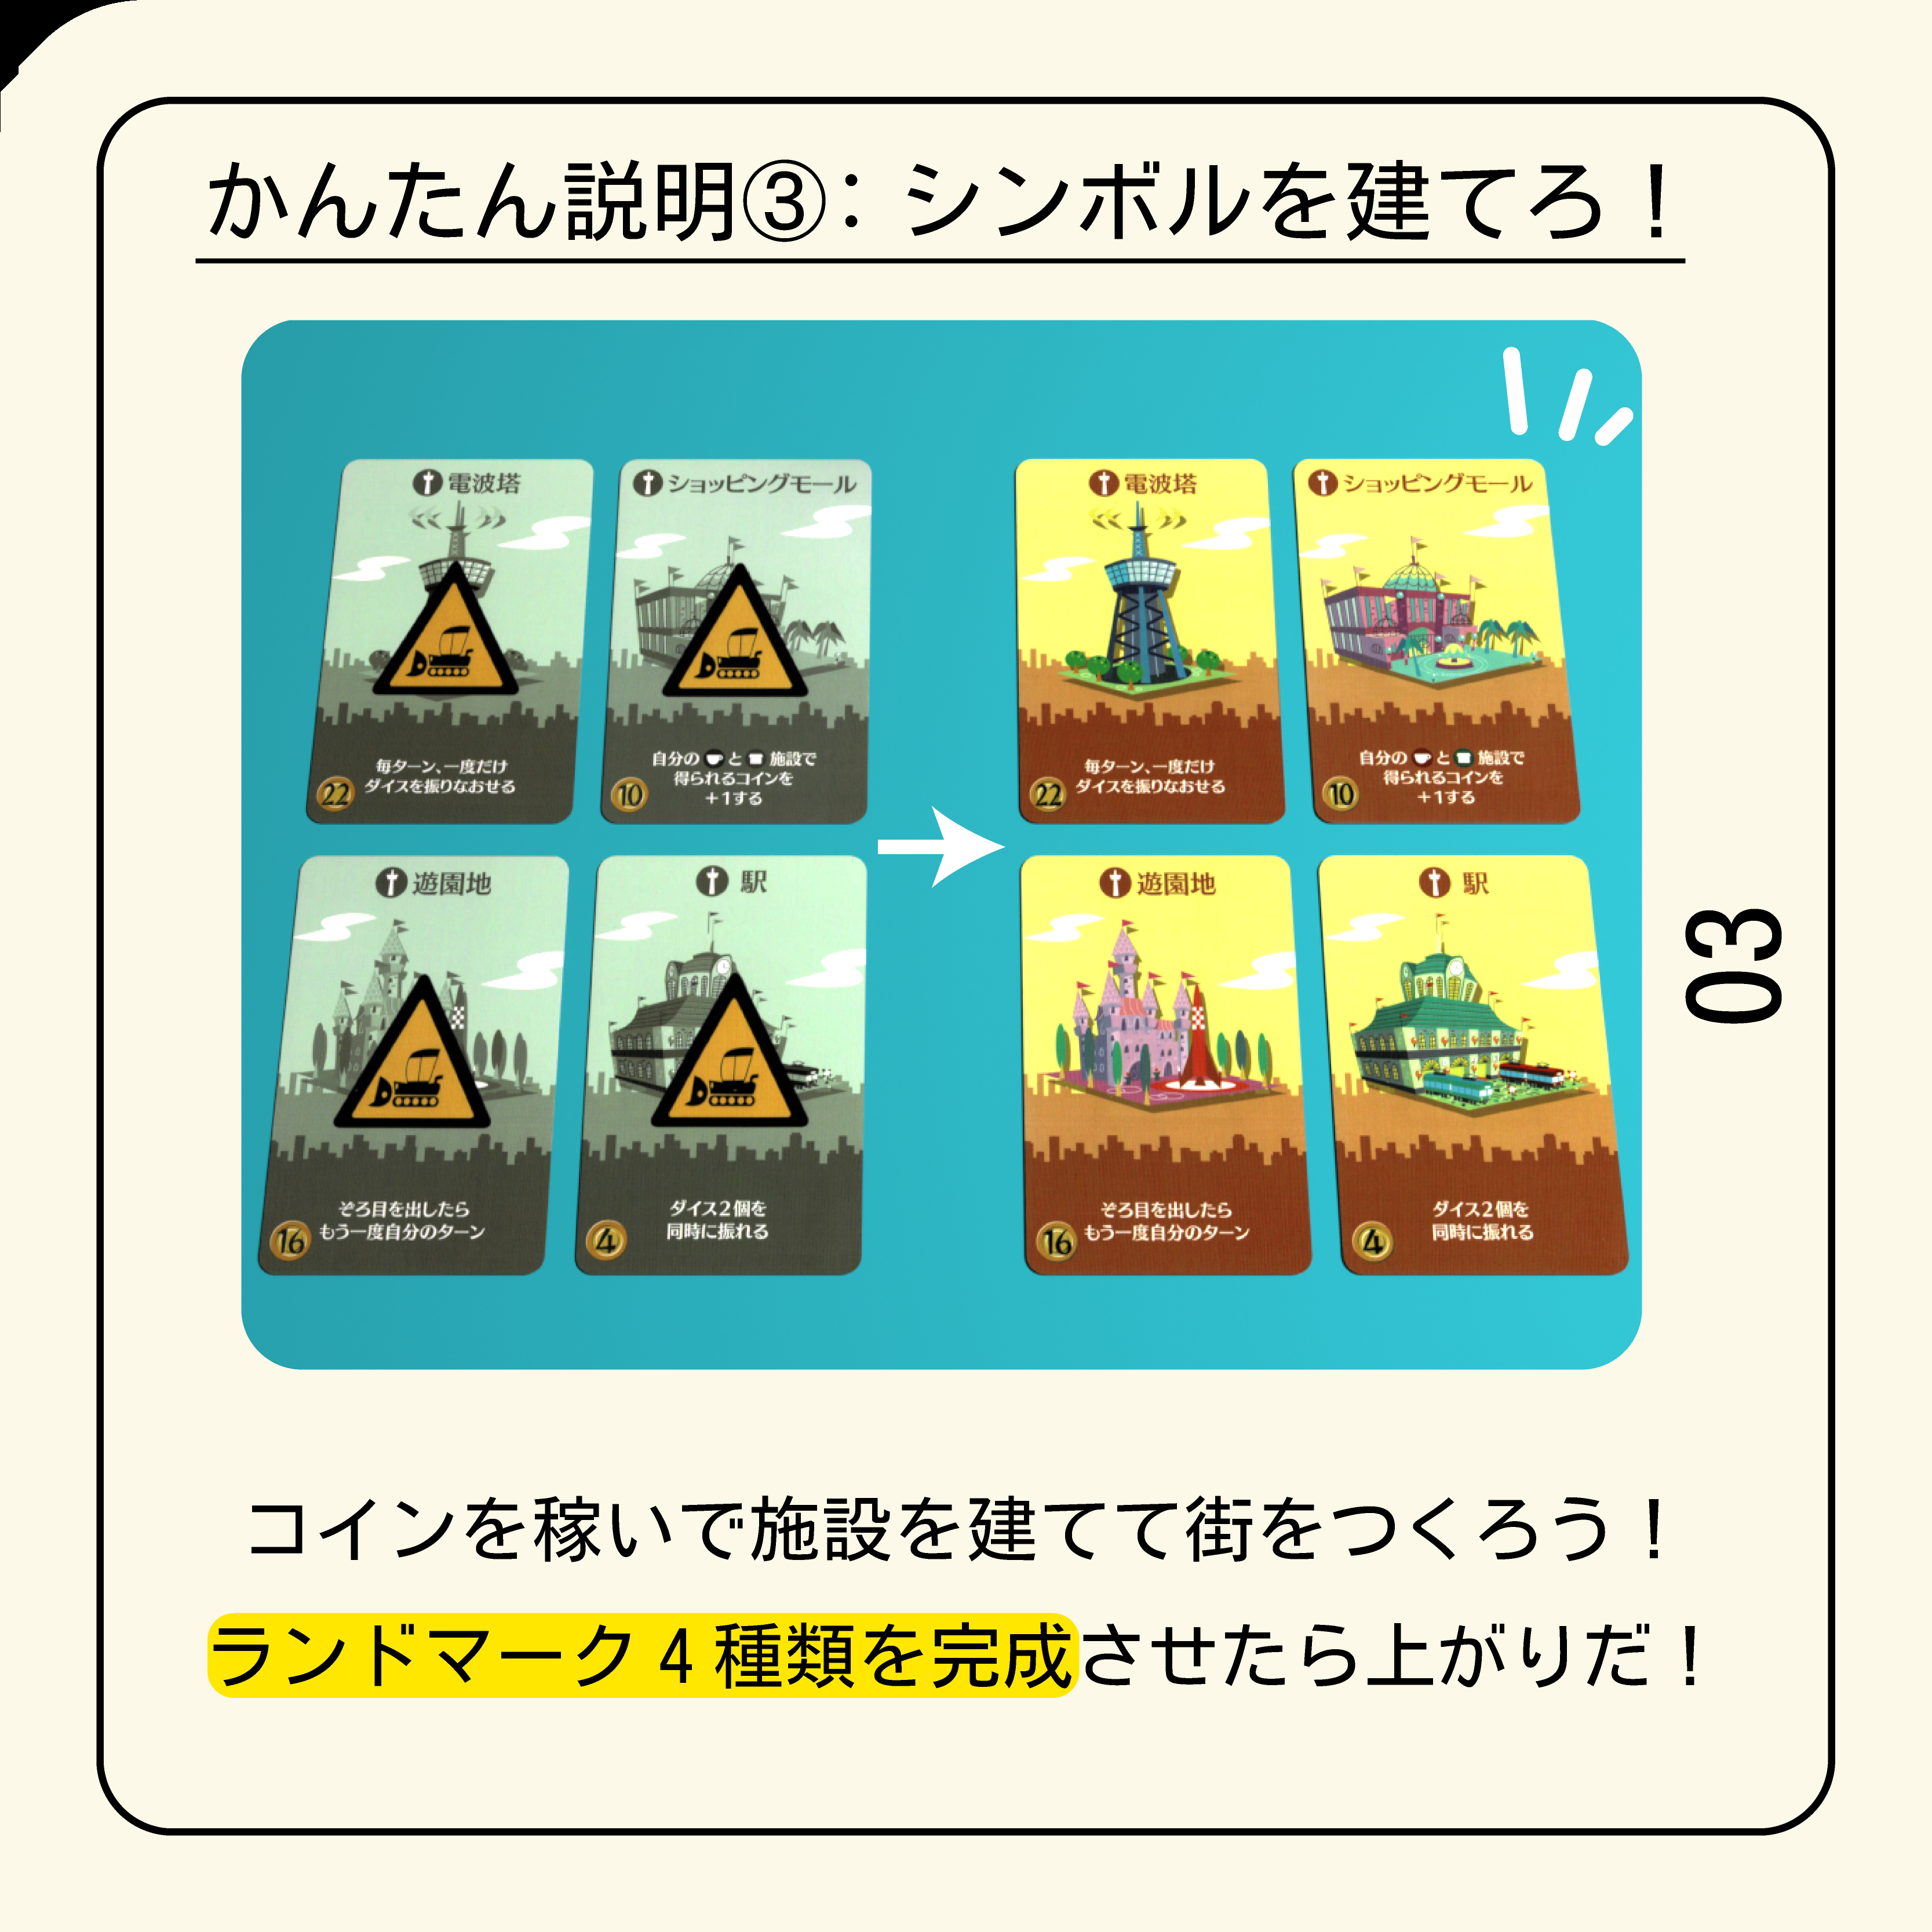 かんたん説明③：シンボルを建てろ！
電波塔
毎ターン、一度だけ
ダイスを振りなおせる
22
ショッピングモール
自分の と 施設で
得られるコインを
＋1する
10
電波塔
毎ターン、一度だけ
ダイスを振りなおせる
22
ショッピングモール
自分の と 施設で
得られるコインを
＋1する
10
遊園地
ぞろ目を出したら
もう一度自分のターン
16
駅
ダイス2個を
同時に振れる
4
遊園地
ぞろ目を出したら
もう一度自分のターン
16
駅
ダイス2個を
同時に振れる
4
03
コインを稼いで施設を建てて街をつくろう！
ランドマーク4種類を完成させたら上がりだ！